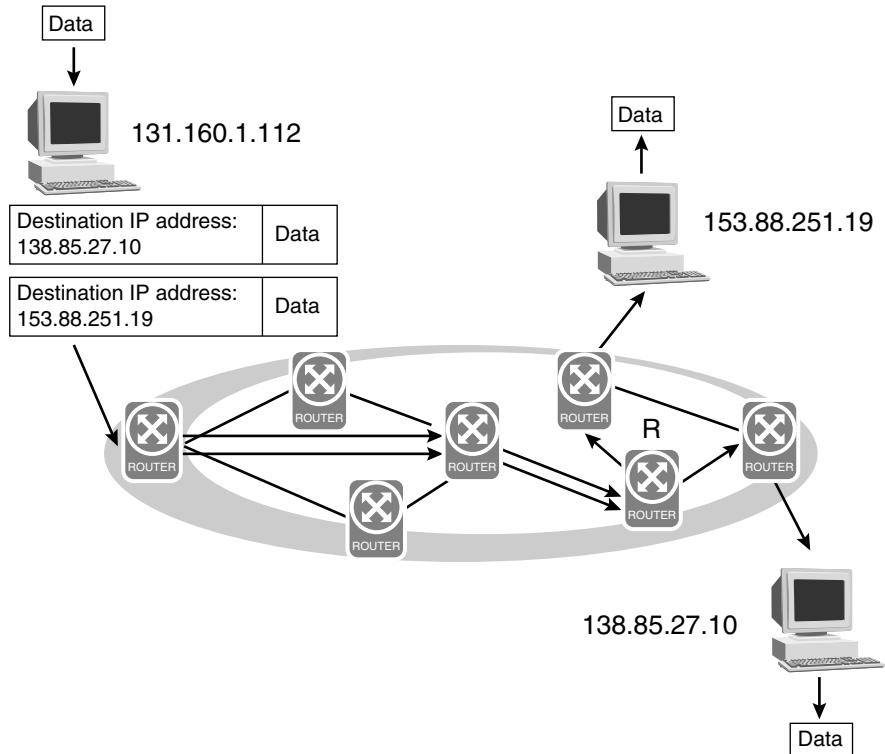 Data
131.160.1.112
Destination IP address:
138.85.27.10
Data
Destination IP address:
153.88.251.19
Data
Data
153.88.251.19
ROUTER
ROUTER
ROUTER
ROUTER
ROUTER
R
ROUTER
ROUTER
138.85.27.10
Data